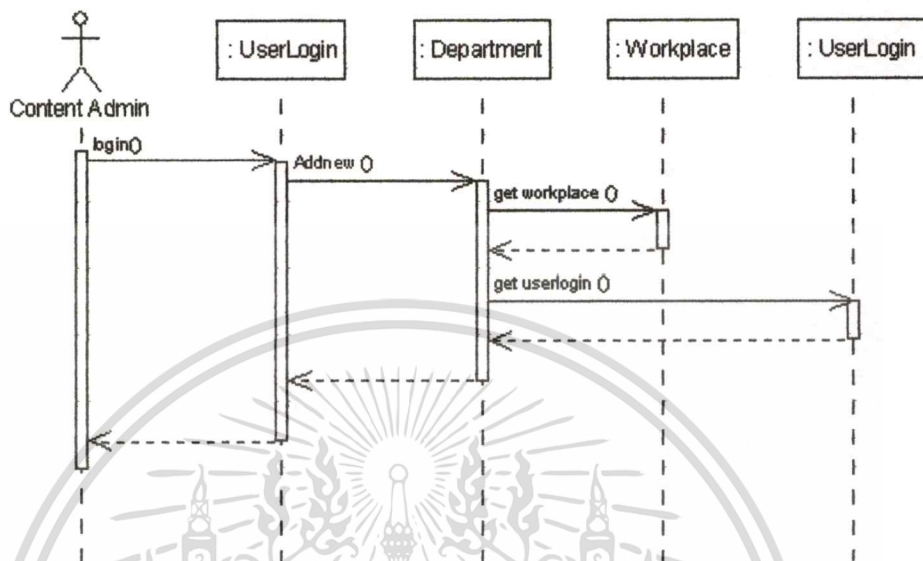 : UserLogin
: Department
: Workplace
: UserLogin
Content Admin
login()
Addnew ()
get workplace ()
get userlogin ()